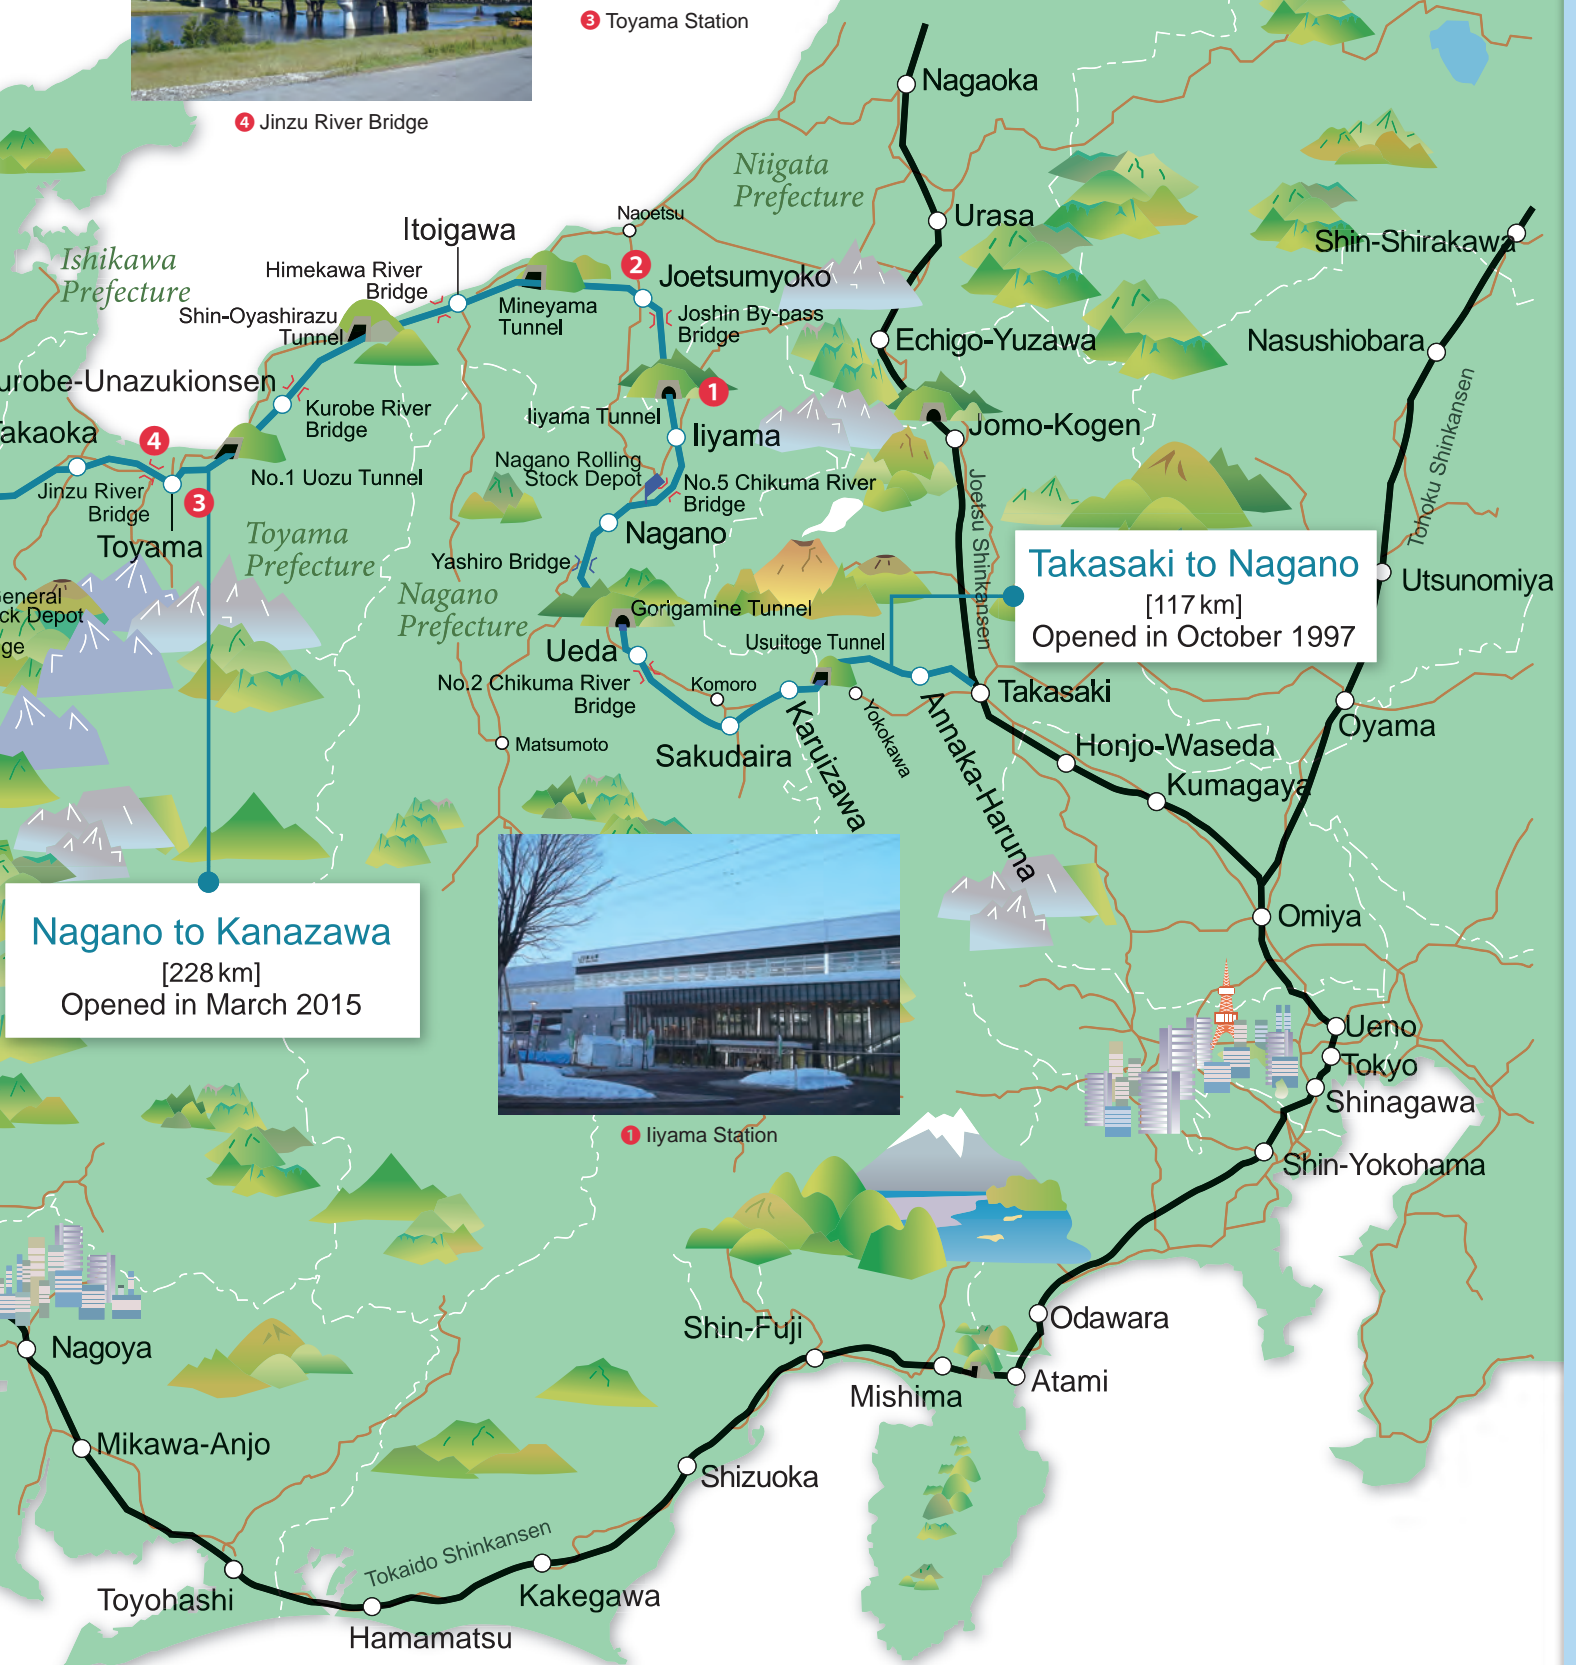 3 Toyama Station
4 Jinzu River Bridge
Nagaoka
Niigata
Prefecture
Naoetsu
Urasa
Itoigawa
Shin-Shirakawa
Ishikawa
Prefecture
Himekawa River
Bridge
2
Joetsumyoko
Shin-Oyashirazu
Tunnel
Mineyama
Tunnel
Joshin By-pass
Bridge
Echigo-Yuzawa
Nasushiobara
urobe-Unazukionsen
Kurobe River
Bridge
1
Iiyama Tunnel
Iiyama
Jomo-Kogen
Tohoku Shinkansen
akaoka
4
No.1 Uozu Tunnel
Nagano Rolling
Stock Depot
No.5 Chikuma River
Bridge
Joetsu Shinkansen
Jinzu River
Bridge
3
Toyama
Toyama
Prefecture
Nagano
Yashiro Bridge
Takasaki to Nagano
[117 km]
Opened in October 1997
Utsunomiya
eneral
ck Depot
ge
Nagano
Prefecture
Gorigamine Tunnel
Usuitoge Tunnel
Ueda
No.2 Chikuma River
Bridge
Komoro
Takasaki
Matsumoto
Sakudaira
Karuizawa
Yokokawa
Annaka-Haruna
Honjo-Waseda
Kumagaya
Oyama
Nagano to Kanazawa
[228 km]
Opened in March 2015
Omiya
Ueno
Tokyo
Shinagawa
1 Iiyama Station
Shin-Yokohama
Nagoya
Shin-Fuji
Odawara
Mishima
Atami
Mikawa-Anjo
Shizuoka
Tokaido Shinkansen
Toyohashi
Kakegawa
Hamamatsu